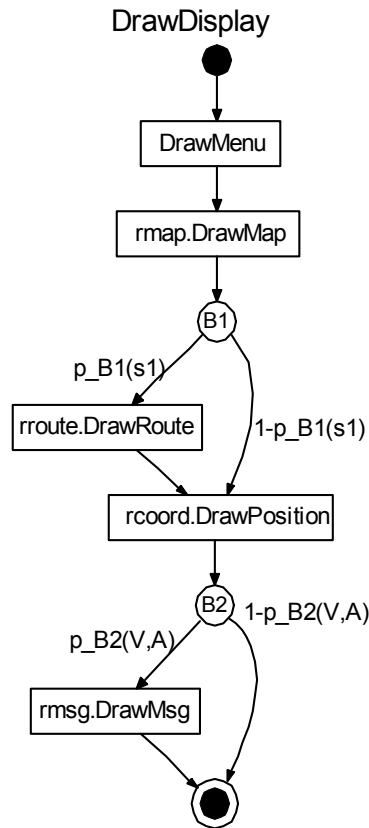 DrawDisplay
DrawMenu
rmap.DrawMap
B1
p_B1(s1)
rroute.DrawRoute
1-p_B1(s1)
rcoord.DrawPosition
B2
1-p_B2(V,A)
p_B2(V,A)
rmsg.DrawMsg